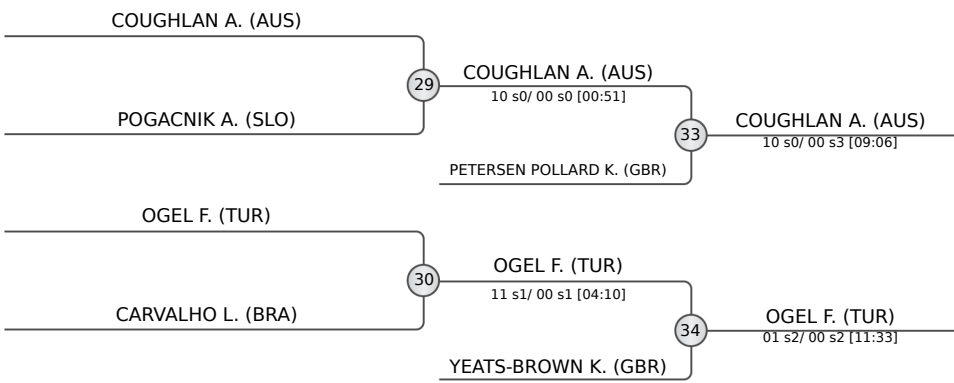 COUGHLAN A. (AUS)
29
COUGHLAN A. (AUS)
10 s0/ 00 s0 [00:51]
POGACNIK A. (SLO)
33
COUGHLAN A. (AUS)
10 s0/ 00 s3 [09:06]
PETERSEN POLLARD K. (GBR)
OGEL F. (TUR)
30
OGEL F. (TUR)
11 s1/ 00 s1 [04:10]
CARVALHO L. (BRA)
34
OGEL F. (TUR)
01 s2/ 00 s2 [11:33]
YEATS-BROWN K. (GBR)